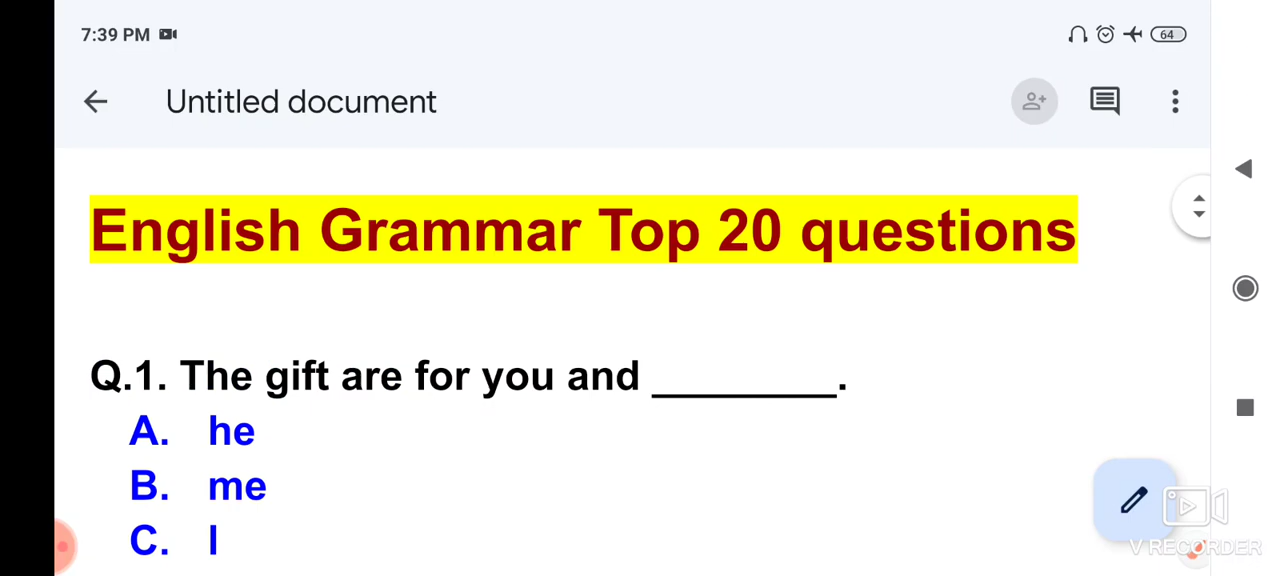 7:39 PM
64
Untitled document
English Grammar Top 20 questions
Q.1. The gift are for you and ________.
A. he
B. me
C. I
V RECORDER